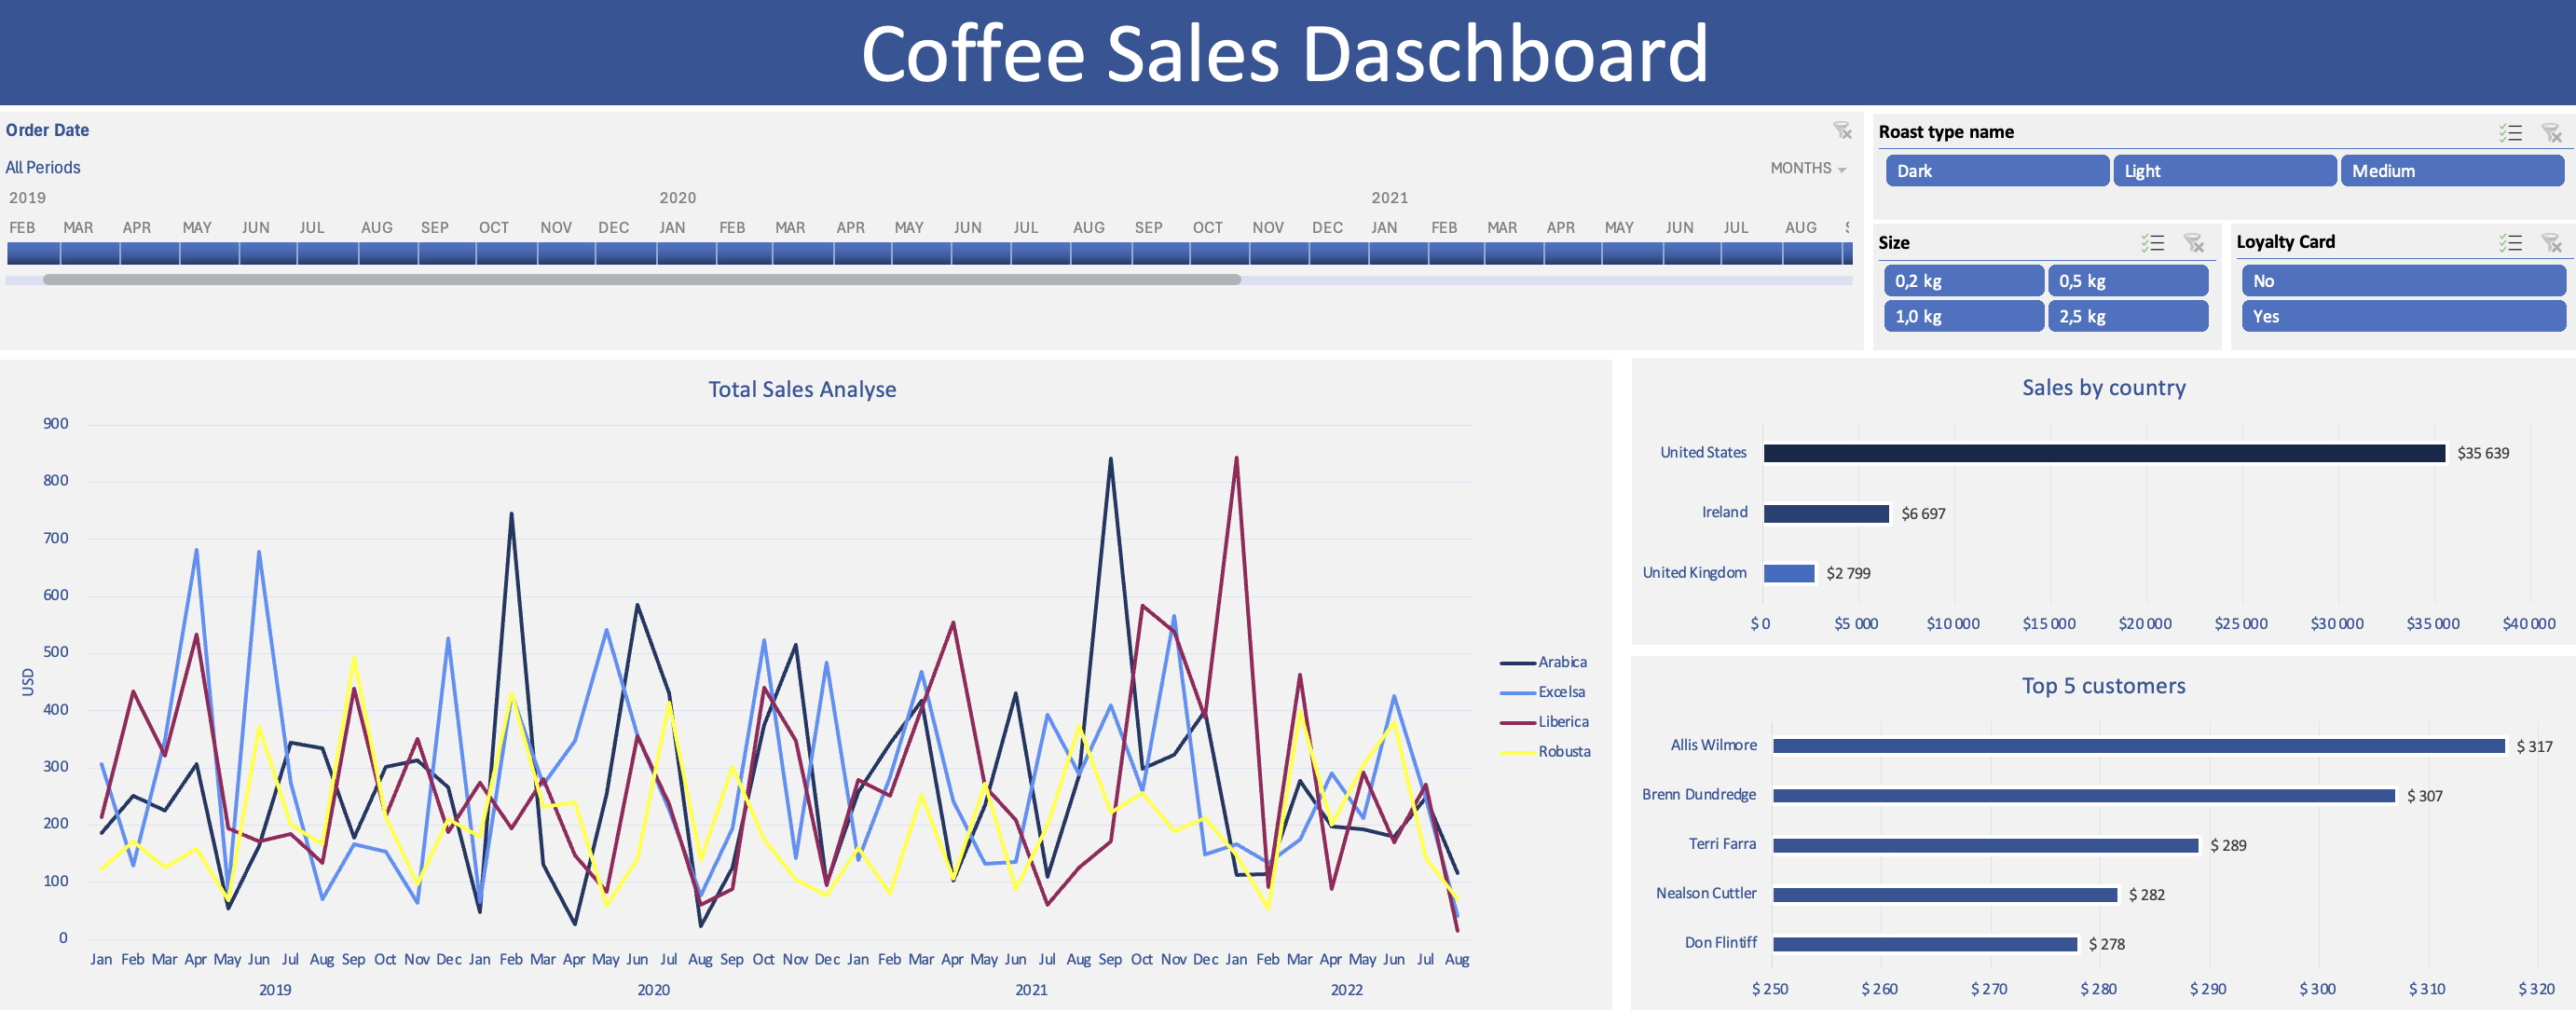 Coffee Sales Daschboard
Order Date
All Periods
MONTHS
2019 2020 2021
FEB MAR APR MAY JUN JUL AUG SEP OCT NOV DEC JAN FEB MAR APR MAY JUN JUL AUG SEP OCT NOV DEC JAN FEB MAR APR MAY JUN JUL AUG
Roast type name
Dark Light Medium
Size
0,2 kg 0,5 kg
1,0 kg 2,5 kg
Loyalty Card
No
Yes
Total Sales Analyse
900
800
700
600
500
400
300
200
100
0
USD
Jan Feb Mar Apr May Jun Jul Aug Sep Oct Nov Dec Jan Feb Mar Apr May Jun Jul Aug Sep Oct Nov Dec Jan Feb Mar Apr May Jun Jul Aug Sep Oct Nov Dec Jan Feb Mar Apr May Jun Jul Aug
2019 2020 2021 2022
Arabica
Excelsa
Liberica
Robusta
Sales by country
United States $35 639
Ireland $6 697
United Kingdom $2 799
$ 0 $5 000 $10 000 $15 000 $20 000 $25 000 $30 000 $35 000 $40 000
Top 5 customers
Allis Wilmore $ 317
Brenn Dundredge $ 307
Terri Farra $ 289
Nealson Cuttler $ 282
Don Flintiff $ 278
$ 250 $ 260 $ 270 $ 280 $ 290 $ 300 $ 310 $ 320